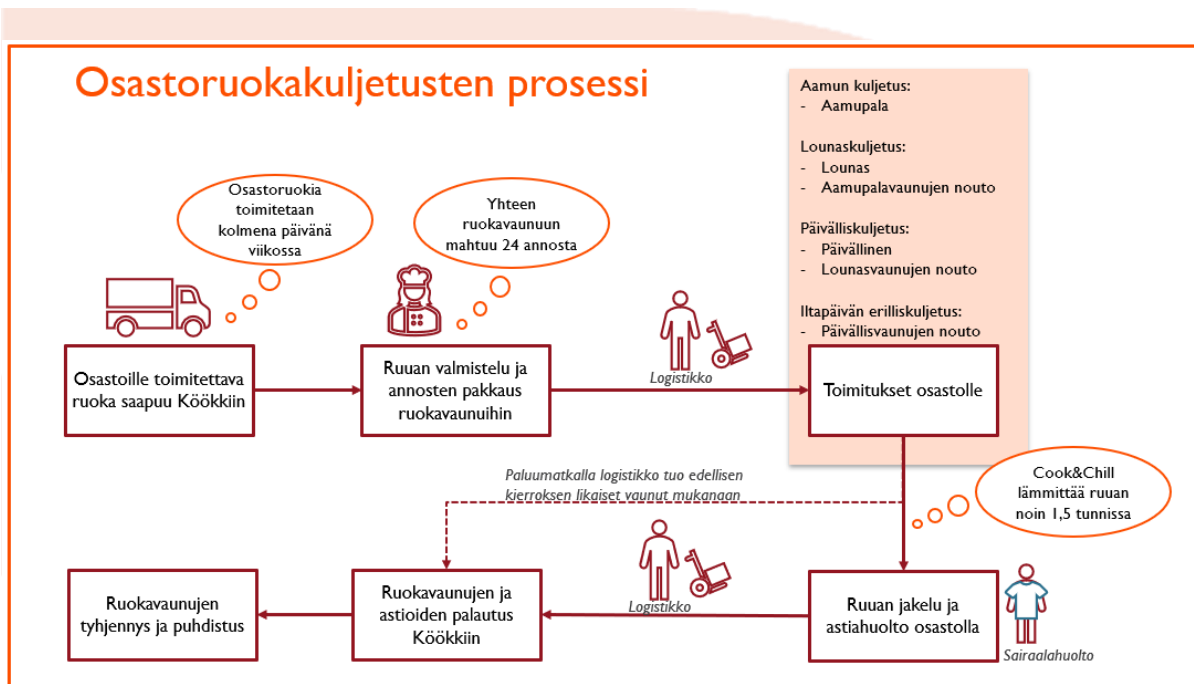 Osastoruokakuljetusten prosessi
Aamun kuljetus:
- Aamupala
Lounaskuljetus:
- Lounas
- Aamupalavaunujen nouto
Päivälliskuljetus:
- Päivällinen
- Lounasvaunujen nouto
Iltapäivän erilliskuljetus:
- Päivällisvaunujen nouto
Osastoruokia
toimitetaan
kolmena päivänä
viikossa
Yhteen
ruokavaunuun
mahtuu 24 annosta
Osastoille toimitettava
ruoka saapuu Köökkiin
Ruuan valmistelu ja
annosten pakkaus
ruokavaunuihin
Logistikko
Toimitukset osastolle
Paluumatkalla logistikko tuo edellisen
kierroksen likaiset vaunut mukanaan
Cook&Chill
lämmittää ruuan
noin 1,5 tunnissa
Ruokavaunujen
tyhjennys ja puhdistus
Ruokavaunujen ja
astioiden palautus
Köökkiin
Logistikko
Ruuan jakelu ja
astiahuolto osastolla
Sairaalahuolto